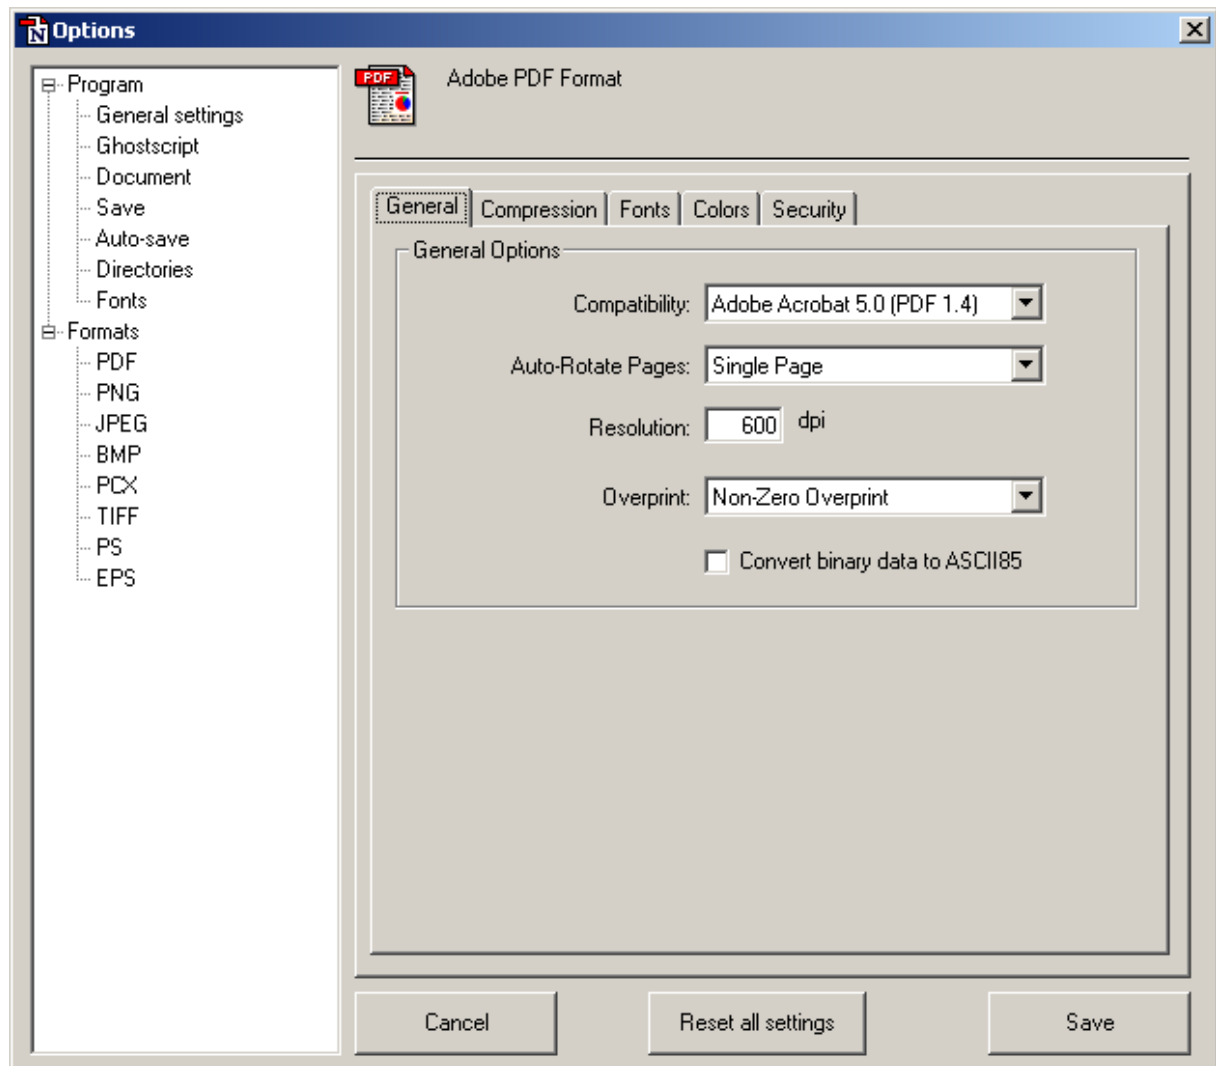 Options
Program
General settings
Ghostscript
Document
Save
Auto-save
Directories
Fonts
Formats
PDF
PNG
JPEG
BMP
PCX
TIFF
PS
EPS
PDF
Adobe PDF Format
General Compression Fonts Colors Security
General Options
Compatibility: Adobe Acrobat 5.0 (PDF 1.4)
Auto-Rotate Pages: Single Page
Resolution: 600 dpi
Overprint: Non-Zero Overprint
Convert binary data to ASCII85
Cancel Reset all settings Save